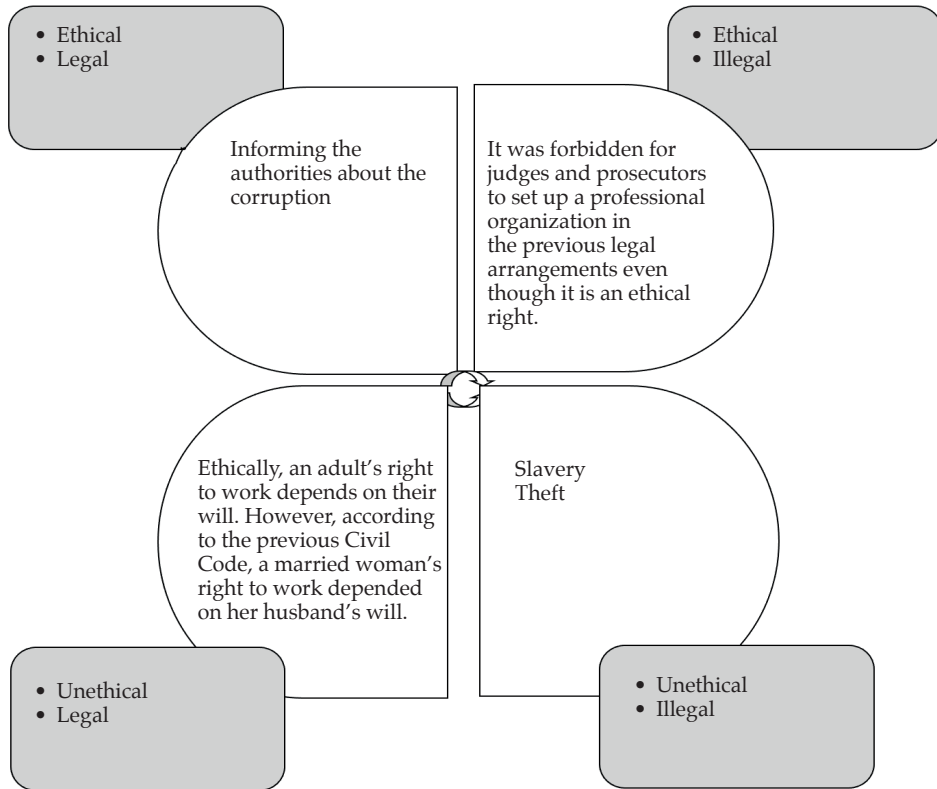 • Ethical
• Legal
• Ethical
• Illegal
Informing the
authorities about the
corruption
It was forbidden for
judges and prosecutors
to set up a professional
organization in
the previous legal
arrangements even
though it is an ethical
right.
Ethically, an adult's right
to work depends on their
will. However, according
to the previous Civil
Code, a married woman's
right to work depended
on her husband's will.
Slavery
Theft
• Unethical
• Legal
• Unethical
• Illegal